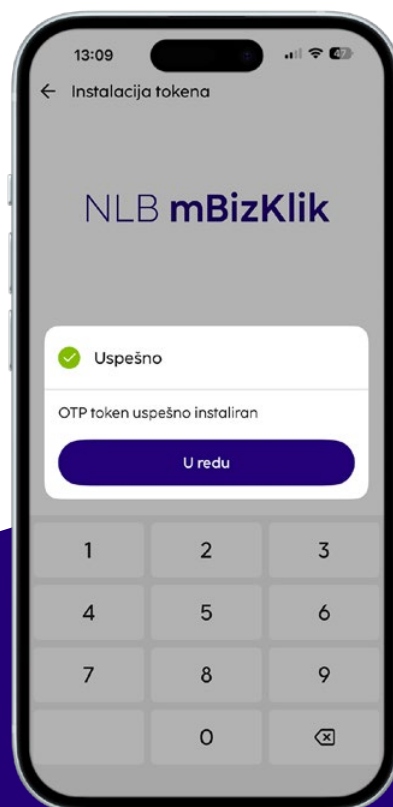 13:09
47
Instalacija tokena
NLB mBizKlik
Uspešno
OTP token uspešno instaliran
U redu
1 2 3
4 5 6
7 8 9
0